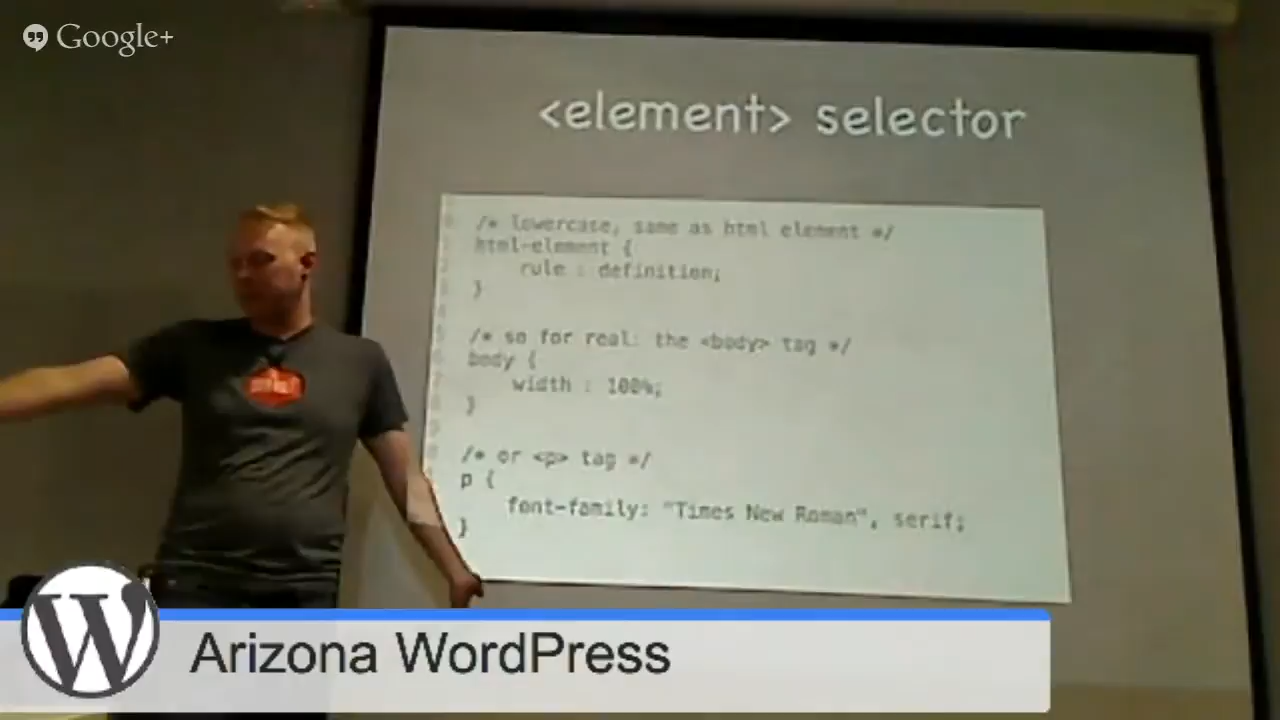 Google+
<element> selector
/* lowercase, same as html element */
html-element {
rule : definition;
}
/* so for real: the <body> tag */
body {
width : 100%;
}
/* or <p> tag */
p {
font-family: "Times New Roman", serif;
}
Arizona WordPress